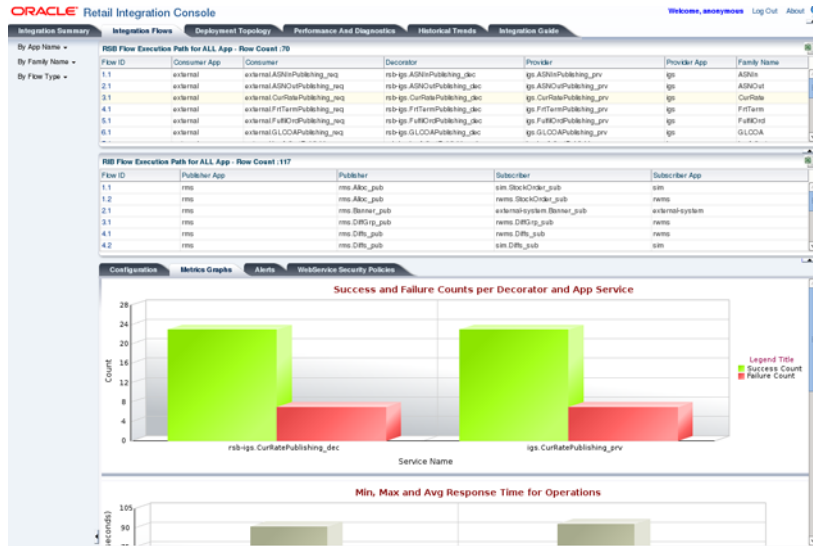 ORACLE Retail Integration Console
Welcome, anonymous Log Out About
Integration Summary Integration Flows Deployment Topology Performance And Diagnostics Historical Trends Integration Guide
By App Name
By Family Name
By Flow Type
RSB Flow Execution Path for ALL App - Row Count :70
Flow ID Consumer App Consumer Decorator Provider Provider App Family Name
1.1 external external.ASNInPublishing_req rsb-igs.ASNInPublishing_dec igs.ASNInPublishing_prv igs ASNIn
2.1 external external.ASNOutPublishing_req rsb-igs.ASNOutPublishing_dec igs.ASNOutPublishing_prv igs ASNOut
3.1 external external.CurRatePublishing_req rsb-igs.CurRatePublishing_dec igs.CurRatePublishing_prv igs CurRate
4.1 external external.FrtTermPublishing_req rsb-igs.FrtTermPublishing_dec igs.FrtTermPublishing_prv igs FrtTerm
5.1 external external.FulfilOrdPublishing_req rsb-igs.FulfilOrdPublishing_dec igs.FulfilOrdPublishing_prv igs FulfilOrd
6.1 external external.GLCOAPublishing_req rsb-igs.GLCOAPublishing_dec igs.GLCOAPublishing_prv igs GLCOA
RIB Flow Execution Path for ALL App - Row Count :117
Flow ID Publisher App Publisher Subscriber Subscriber App
1.1 rms rms.Alloc_pub sim.StockOrder_sub sim
1.2 rms rms.Alloc_pub rwms.StockOrder_sub rwms
2.1 rms rms.Banner_pub external-system.Banner_sub external-system
3.1 rms rms.DiffGrp_pub rwms.DiffGrp_sub rwms
4.1 rms rms.Diffs_pub rwms.Diffs_sub rwms
4.2 rms rms.Diffs_pub sim.Diffs_sub sim
Configuration Metrics Graphs Alerts WebService Security Policies
Success and Failure Counts per Decorator and App Service
28
24
20
16
12
8
4
0
Count
Legend Title
Success Count
Failure Count
rsb-igs.CurRatePublishing_dec igs.CurRatePublishing_prv
Service Name
Min, Max and Avg Response Time for Operations
105
90